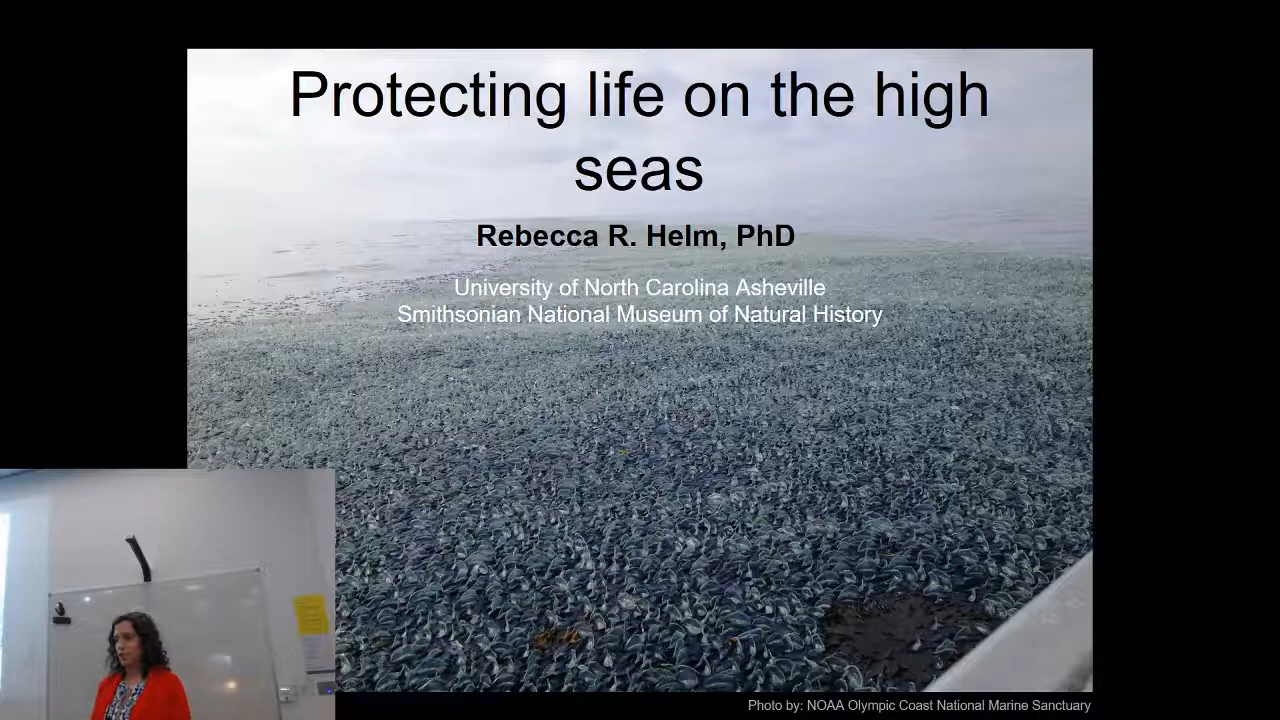 Protecting life on the high
seas
Rebecca R. Helm, PhD
University of North Carolina Asheville
Smithsonian National Museum of Natural History
Photo by: NOAA Olympic Coast National Marine Sanctuary